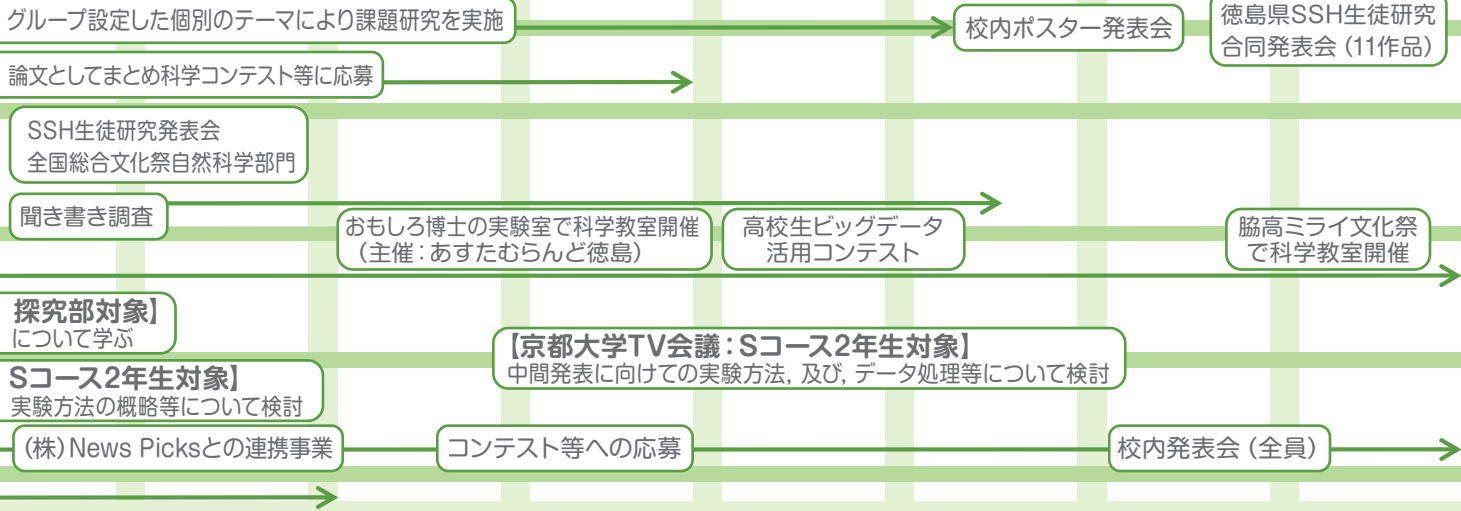 グループ設定した個別のテーマにより課題研究を実施
校内ポスター発表会
徳島県SSH生徒研究
合同発表会（11作品）
論文としてまとめ科学コンテスト等に応募
SSH生徒研究発表会
全国総合文化祭自然科学部門
聞き書き調査
おもしろ博士の実験室で科学教室開催
（主催：あすたむらんど徳島）
高校生ビッグデータ
活用コンテスト
脇高ミライ文化祭
で科学教室開催
探究部対象】
について学ぶ
【京都大学TV会議：Sコース2年生対象】
中間発表に向けての実験方法，及び，データ処理等について検討
Sコース2年生対象】
実験方法の概略等について検討
（株）News Picksとの連携事業
コンテスト等への応募
校内発表会（全員）